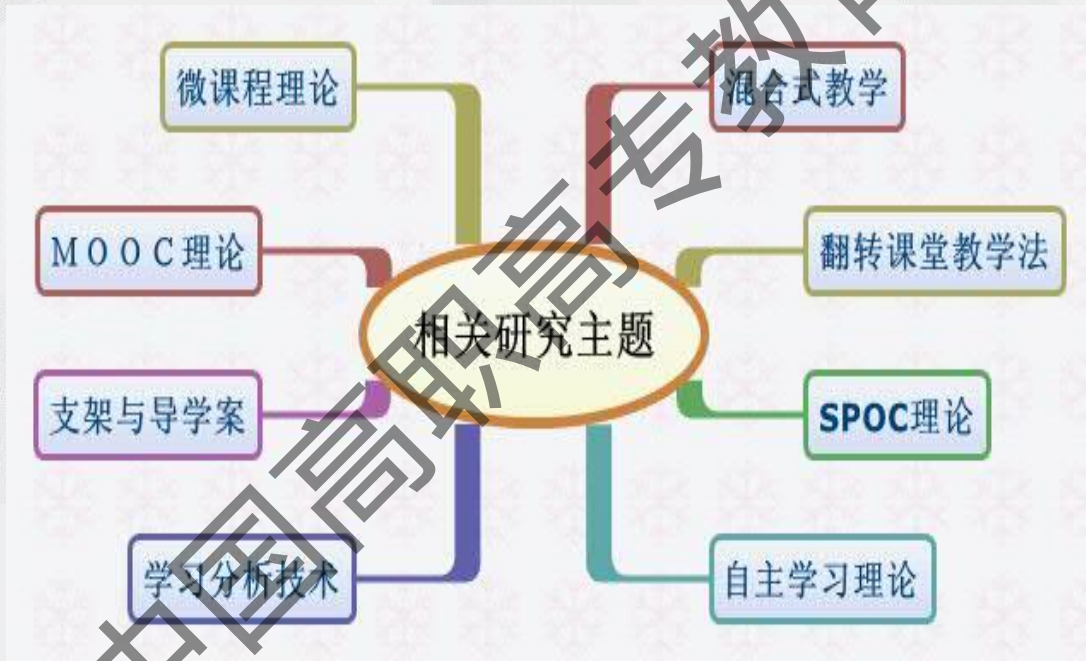 微课程理论
混合式教学
MOOC理论
翻转课堂教学法
相关研究主题
支架与导学案
SPOC理论
学习分析技术
自主学习理论
中国高职高专教